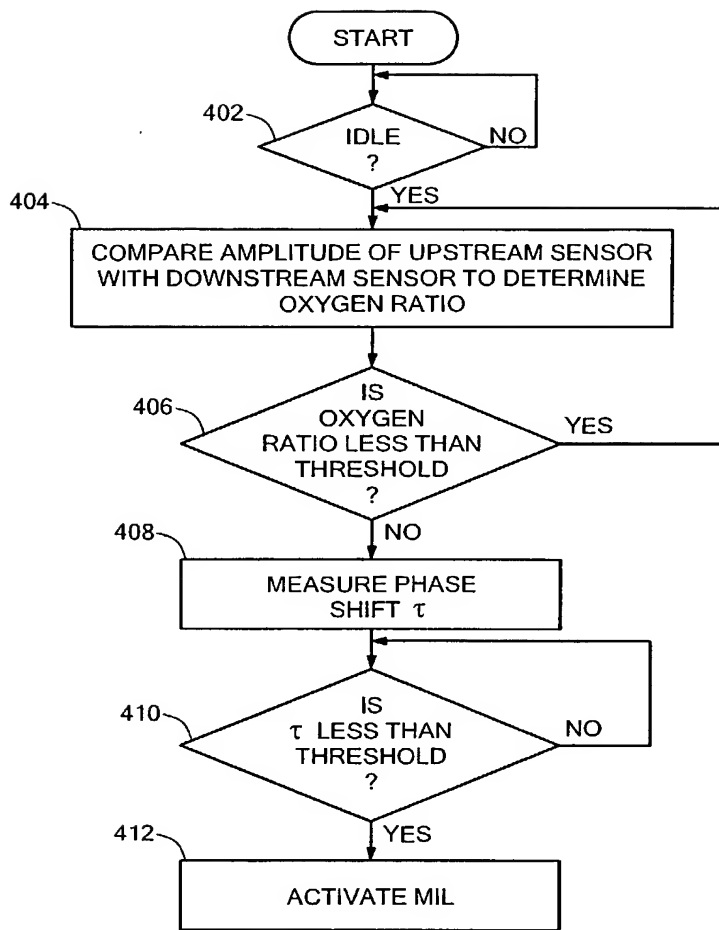 START
402
IDLE
?
NO
YES
404
COMPARE AMPLITUDE OF UPSTREAM SENSOR
WITH DOWNSTREAM SENSOR TO DETERMINE
OXYGEN RATIO
406
IS
OXYGEN
RATIO LESS THAN
THRESHOLD
?
YES
NO
408
MEASURE PHASE
SHIFT τ
410
IS
τ LESS THAN
THRESHOLD
?
NO
YES
412
ACTIVATE MIL